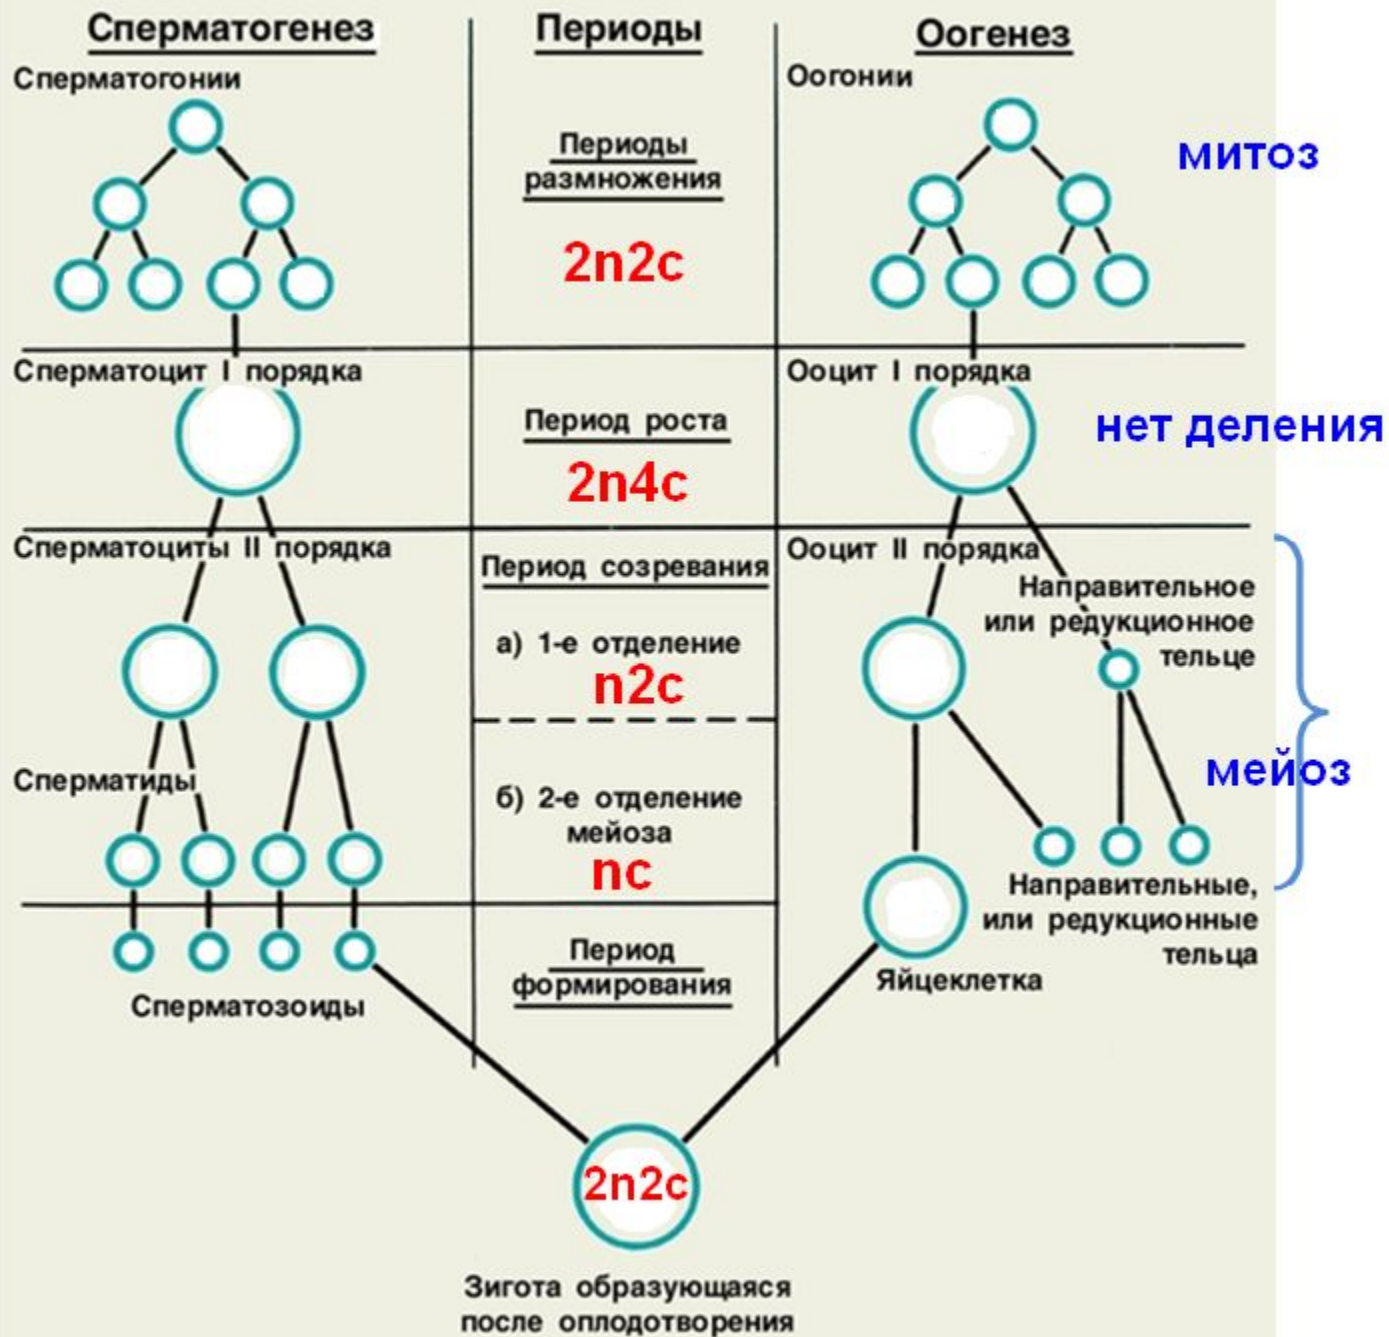 Сперматогенез
Периоды
Оогенез
Сперматогонии
Оогонии
Периоды
размножения
митоз
2n2c
Сперматоцит I порядка
Ооцит I порядка
Период роста
нет деления
2n4c
Сперматоциты II порядка
Ооцит II порядка
Период созревания
Направительное
или редукционное
тельце
а) 1-е отделение
n2c
мейоз
Сперматиды
б) 2-е отделение
мейоза
nc
Направительные,
или редукционные
тельца
Период
формирования
Яйцеклетка
Сперматозоиды
2n2c
Зигота образующаяся
после оплодотворения